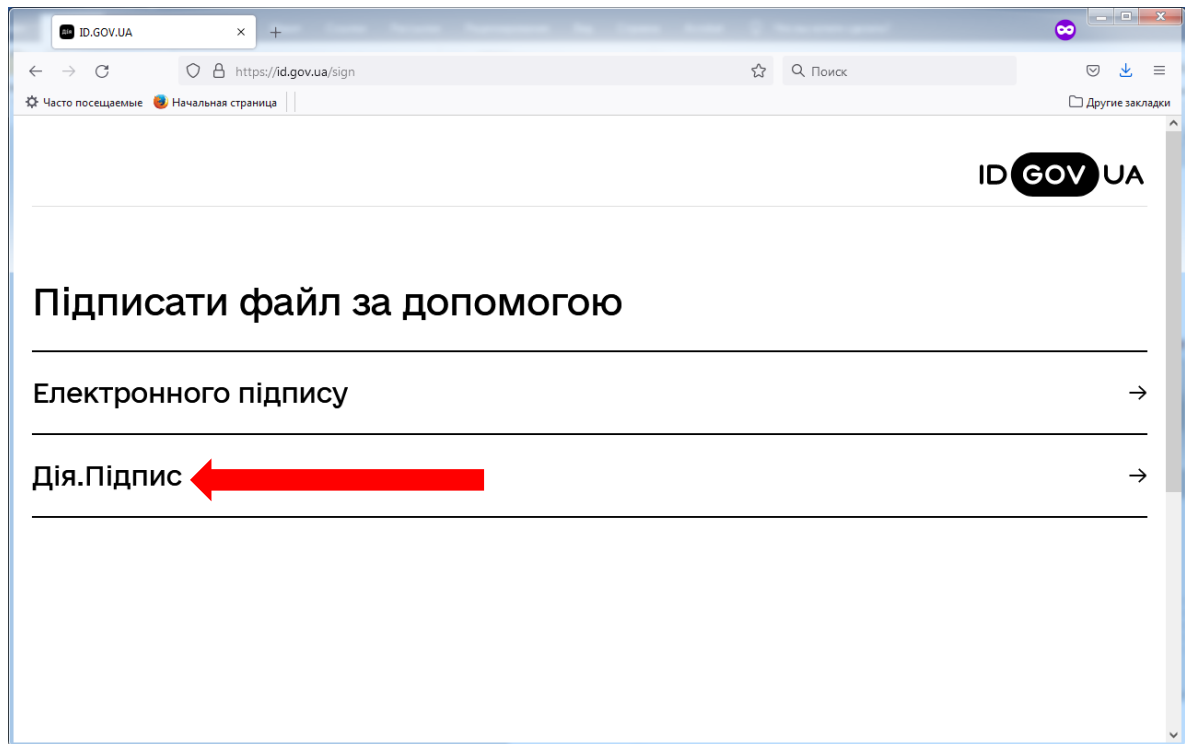 Дія ID.GOV.UA
https://id.gov.ua/sign
Поиск
Часто посещаемые Начальная страница
Другие закладки
ID GOV UA
Підписати файл за допомогою
Електронного підпису
Дія.Підпис